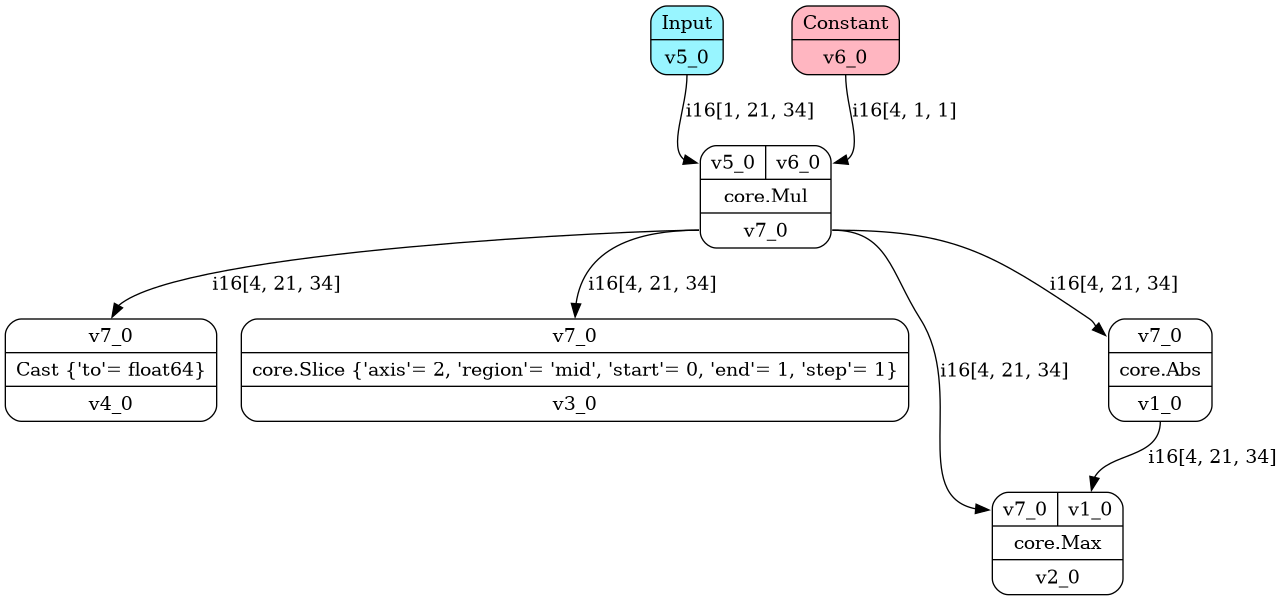 Input
v5_0
Constant
v6_0
i16[1, 21, 34]
i16[4, 1, 1]
v5_0 v6_0
core.Mul
v7_0
i16[4, 21, 34]
i16[4, 21, 34]
i16[4, 21, 34]
i16[4, 21, 34]
v7_0
Cast {'to'= float64}
v4_0
v7_0
core.Slice {'axis'= 2, 'region'= 'mid', 'start'= 0, 'end'= 1, 'step'= 1}
v3_0
v7_0
core.Abs
v1_0
i16[4, 21, 34]
v7_0 v1_0
core.Max
v2_0